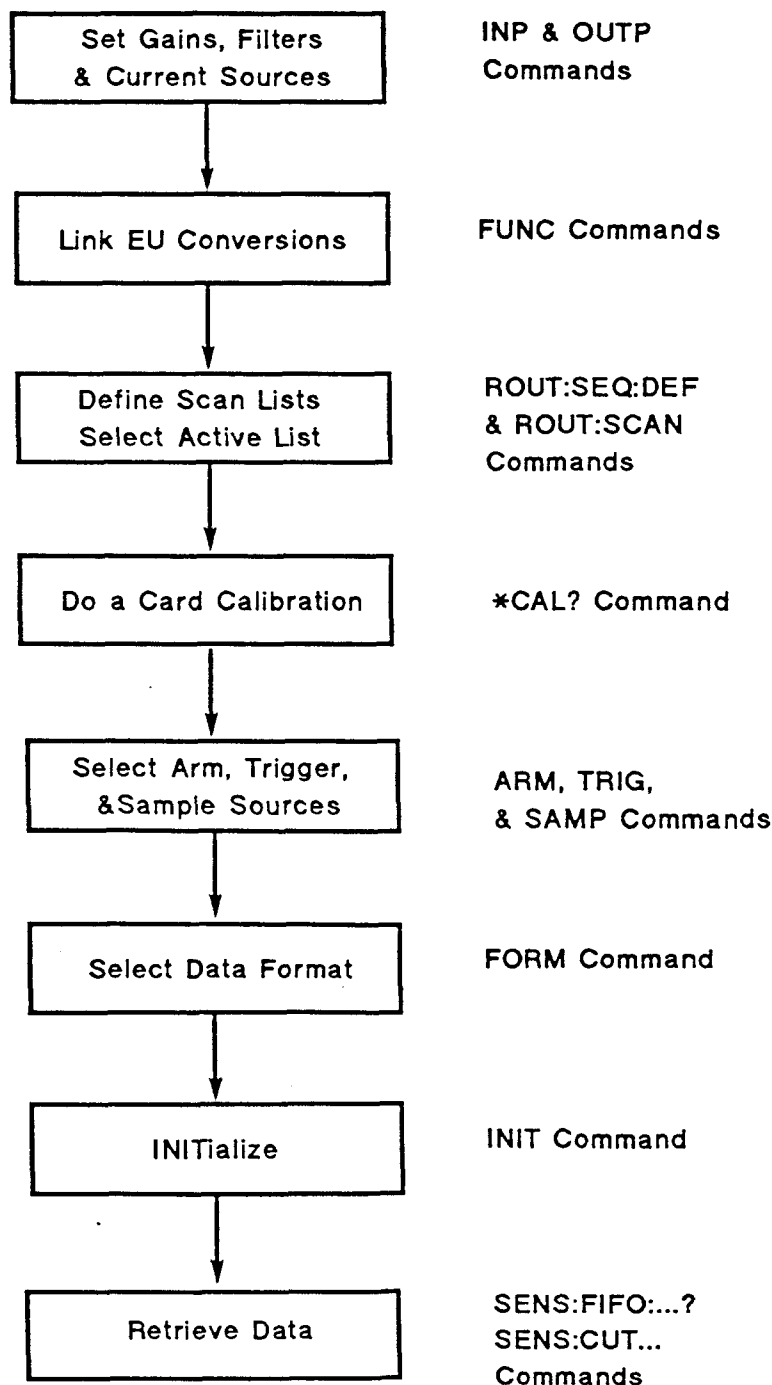 Set Gains, Filters
& Current Sources
INP & OUTP
Commands
Link EU Conversions
FUNC Commands
Define Scan Lists
Select Active List
ROUT:SEQ:DEF
& ROUT:SCAN
Commands
Do a Card Calibration
*CAL? Command
Select Arm, Trigger,
&Sample Sources
ARM, TRIG,
& SAMP Commands
Select Data Format
FORM Command
INITialize
INIT Command
Retrieve Data
SENS:FIFO:...?
SENS:CUT...
Commands